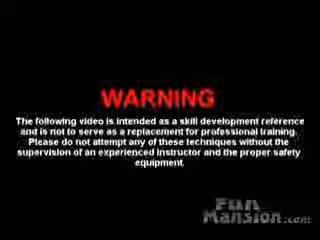 WARNING
The following video is intended as a skill development reference
and is not to serve as a replacement for professional training.
Please do not attempt any of these techniques without the
supervision of an experienced instructor and the proper safety
equipment.
Fun
Mansion.com